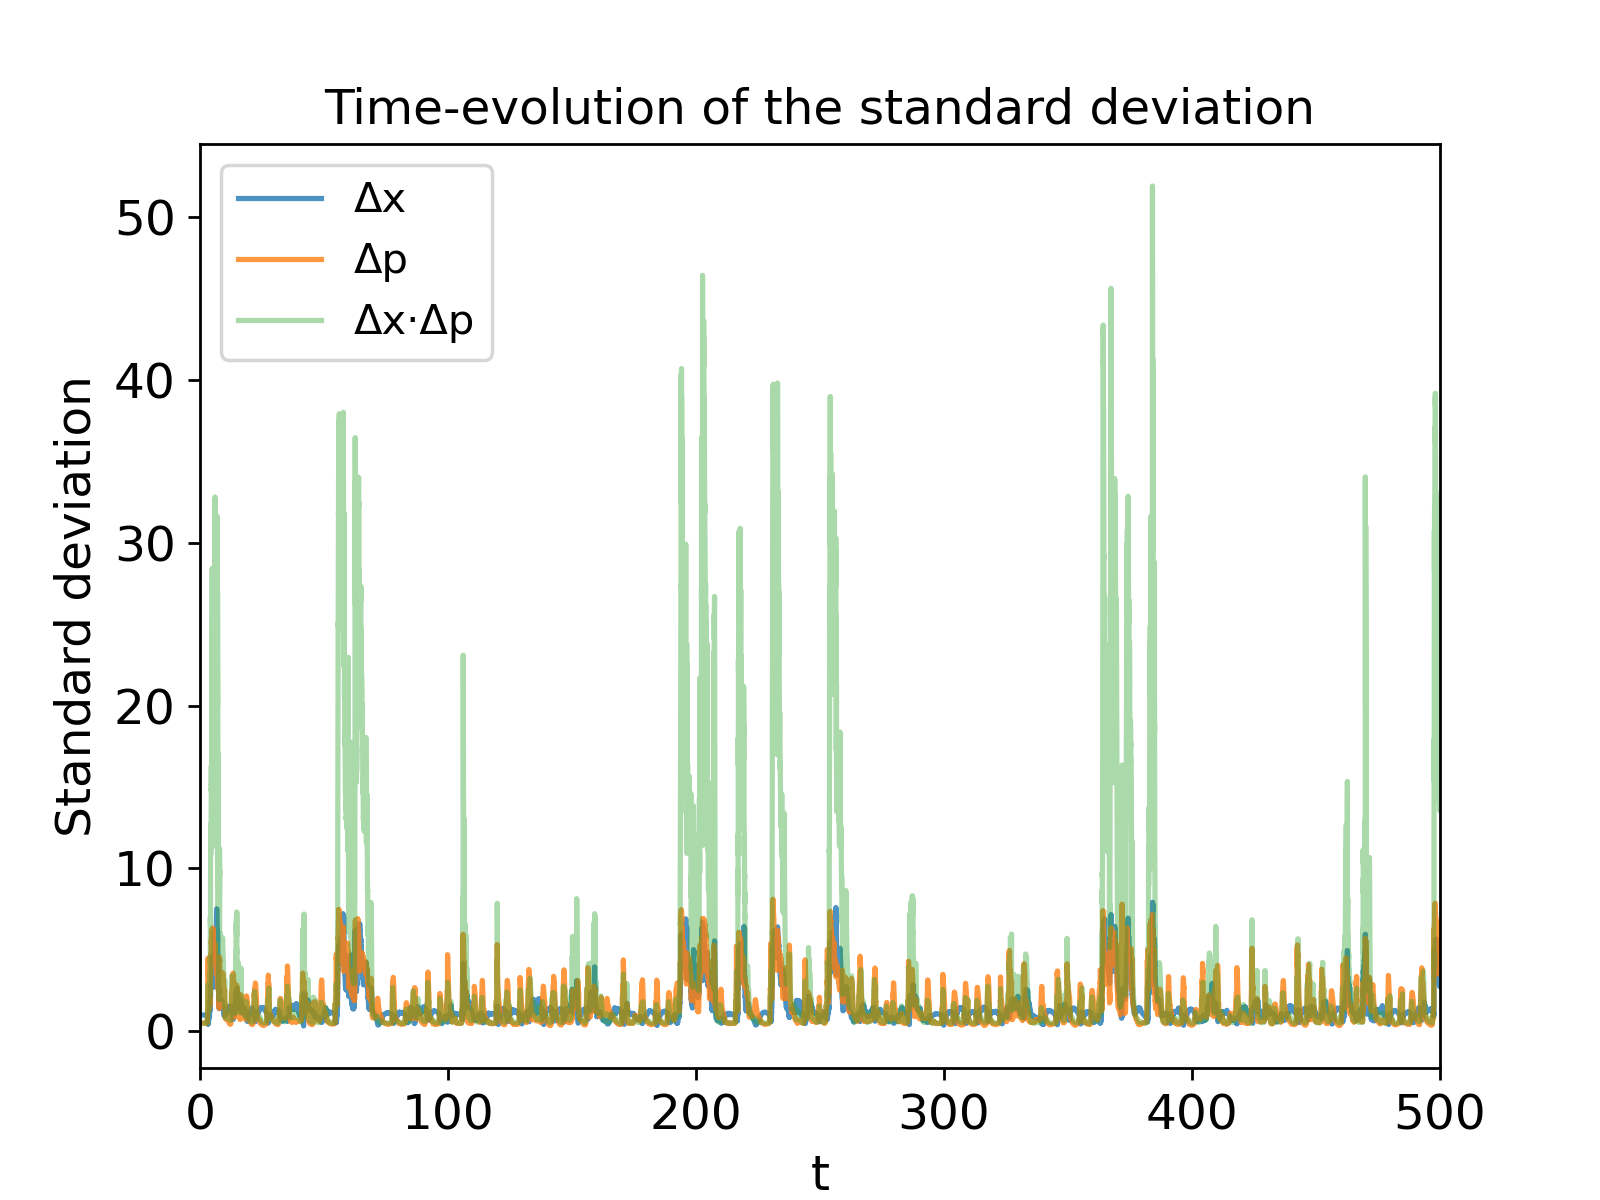 Time-evolution of the standard deviation
Δx
Δp
Δx·Δp
Standard deviation
50
40
30
20
10
0
0 100 200 300 400 500
t